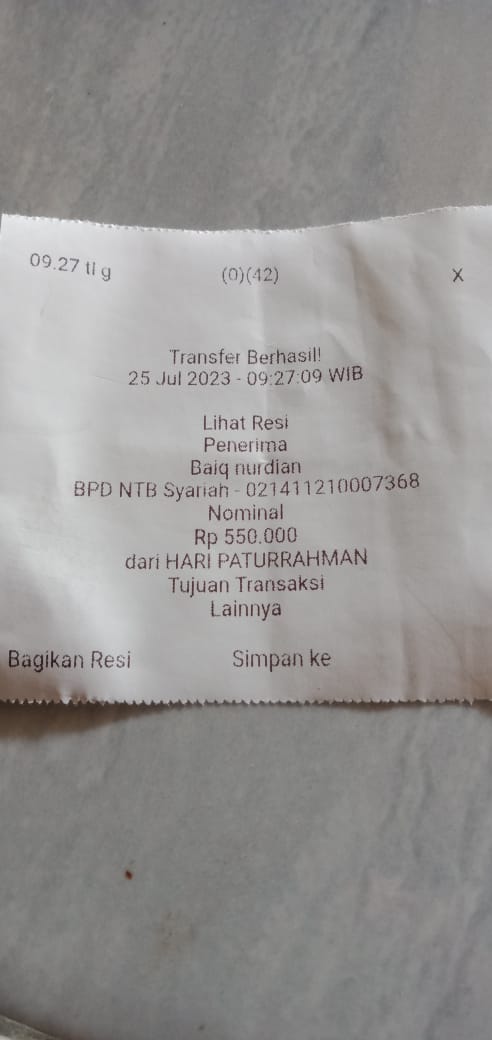 09.27 tl g (0)(42) X
Transfer Berhasil!
25 Jul 2023 - 09:27:09 WIB
Lihat Resi
Penerima
Baiq nurdian
BPD NTB Syariah - 021411210007368
Nominal
Rp 550.000
dari HARI PATURRAHMAN
Tujuan Transaksi
Lainnya
Bagikan Resi Simpan ke